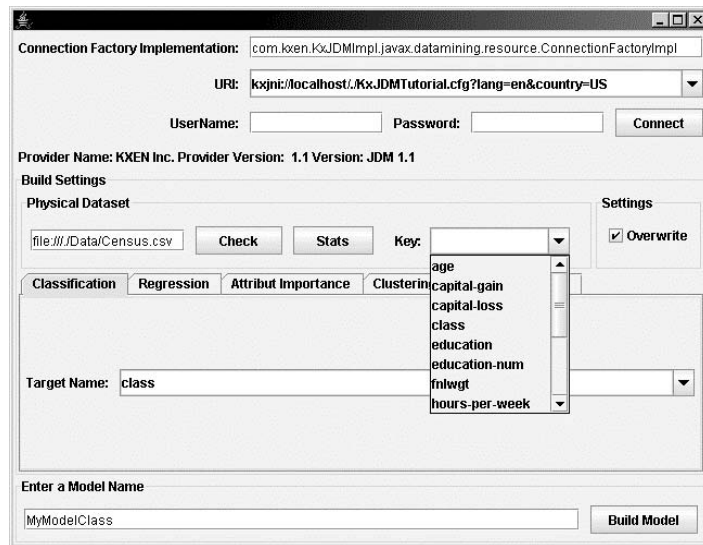 Connection Factory Implementation: com.kxen.KxJDMImpl.javax.datamining.resource.ConnectionFactoryImpl
URI: kxjni://localhost/./KxJDMTutorial.cfg?lang=en&country=US
UserName: Password: Connect
Provider Name: KXEN Inc. Provider Version: 1.1 Version: JDM 1.1
Build Settings
Physical Dataset Settings
file:///./Data/Census.csv Check Stats Key: Overwrite
Classification Regression Attribut Importance Clustering
age
capital-gain
capital-loss
class
education
education-num
fnlwgt
hours-per-week
Target Name: class
Enter a Model Name
MyModelClass Build Model